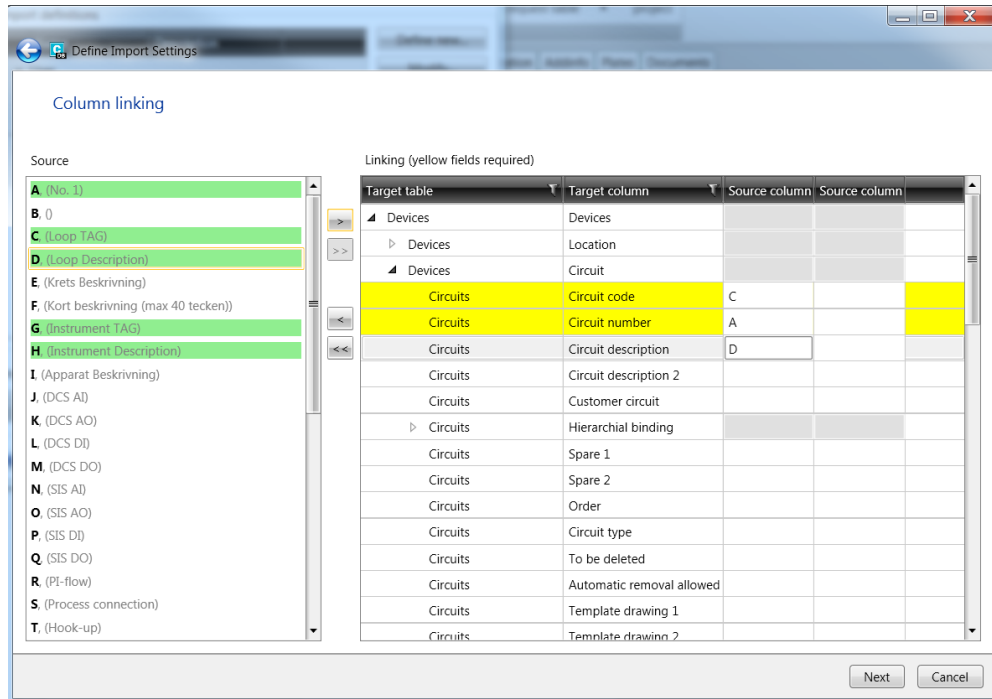 Define Import Settings
Column linking
Source
Linking (yellow fields required)
A, (No. 1)
B, ()
C, (Loop TAG)
D, (Loop Description)
E, (Krets Beskrivning)
F, (Kort beskrivning (max 40 tecken))
G, (Instrument TAG)
H, (Instrument Description)
I, (Apparat Beskrivning)
J, (DCS AI)
K, (DCS AO)
L, (DCS DI)
M, (DCS DO)
N, (SIS AI)
O, (SIS AO)
P, (SIS DI)
Q, (SIS DO)
R, (PI-flow)
S, (Process connection)
T, (Hook-up)
>
>>
<
<<
Target table Target column Source column Source column
Devices Devices
Devices Location
Devices Circuit
Circuits Circuit code C
Circuits Circuit number A
Circuits Circuit description D
Circuits Circuit description 2
Circuits Customer circuit
Circuits Hierarchial binding
Circuits Spare 1
Circuits Spare 2
Circuits Order
Circuits Circuit type
Circuits To be deleted
Circuits Automatic removal allowed
Circuits Template drawing 1
Circuits Template drawing 2
Next Cancel